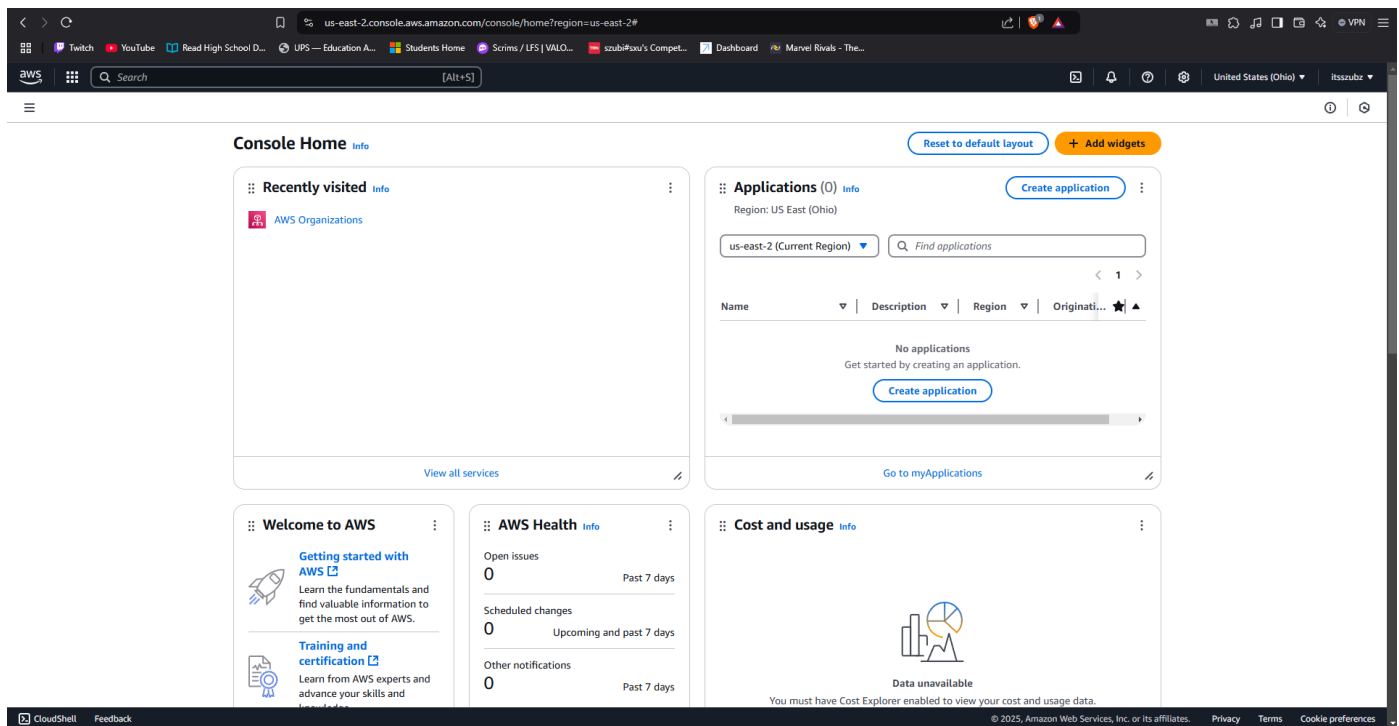 us-east-2.console.aws.amazon.com/console/home?region=us-east-2#
VPN
Twitch
YouTube
Read High School D...
UPS — Education A...
Students Home
Scrims / LFS | VALO...
szubi#sxu's Compet...
Dashboard
Marvel Rivals - The...
aws
Search
[Alt+S]
United States (Ohio)
itsszubz
Console Home Info
Reset to default layout
+ Add widgets
Recently visited Info
AWS Organizations
View all services
Applications (0) Info
Create application
Region: US East (Ohio)
us-east-2 (Current Region)
Find applications
1
Name
Description
Region
Originati...
No applications
Get started by creating an application.
Create application
Go to myApplications
Welcome to AWS
Getting started with
AWS
Learn the fundamentals and
find valuable information to
get the most out of AWS.
Training and
certification
Learn from AWS experts and
advance your skills and
knowledge
AWS Health Info
Open issues
0
Past 7 days
Scheduled changes
0
Upcoming and past 7 days
Other notifications
0
Past 7 days
Cost and usage Info
Data unavailable
You must have Cost Explorer enabled to view your cost and usage data.
CloudShell
Feedback
© 2025, Amazon Web Services, Inc. or its affiliates.
Privacy
Terms
Cookie preferences